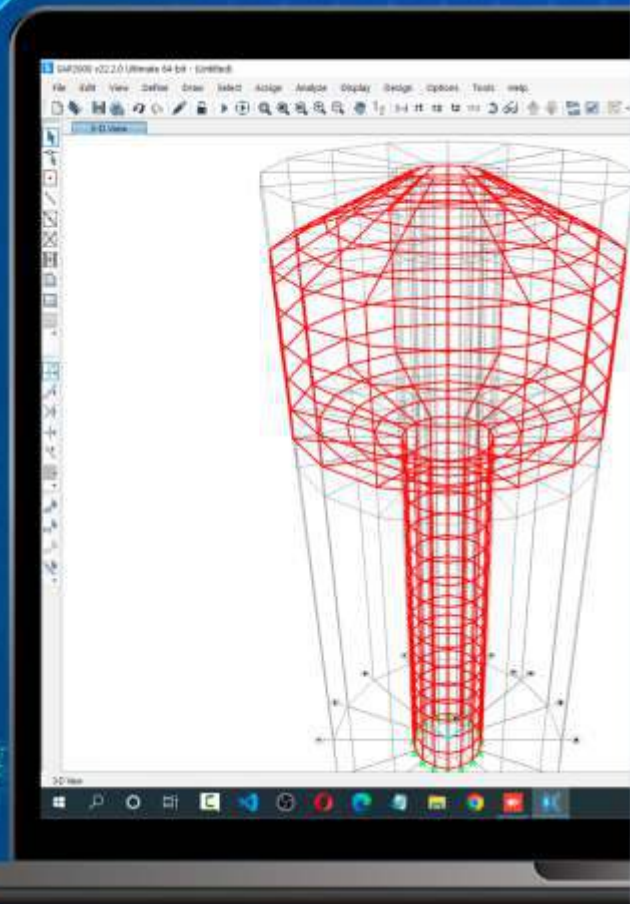 SAP2000 v22.2.0 Ultimate 64-bit - (Untitled)
File Edit View Define Draw Select Assign Analyze Display Design Options Tools Help
3-D View
3-D View